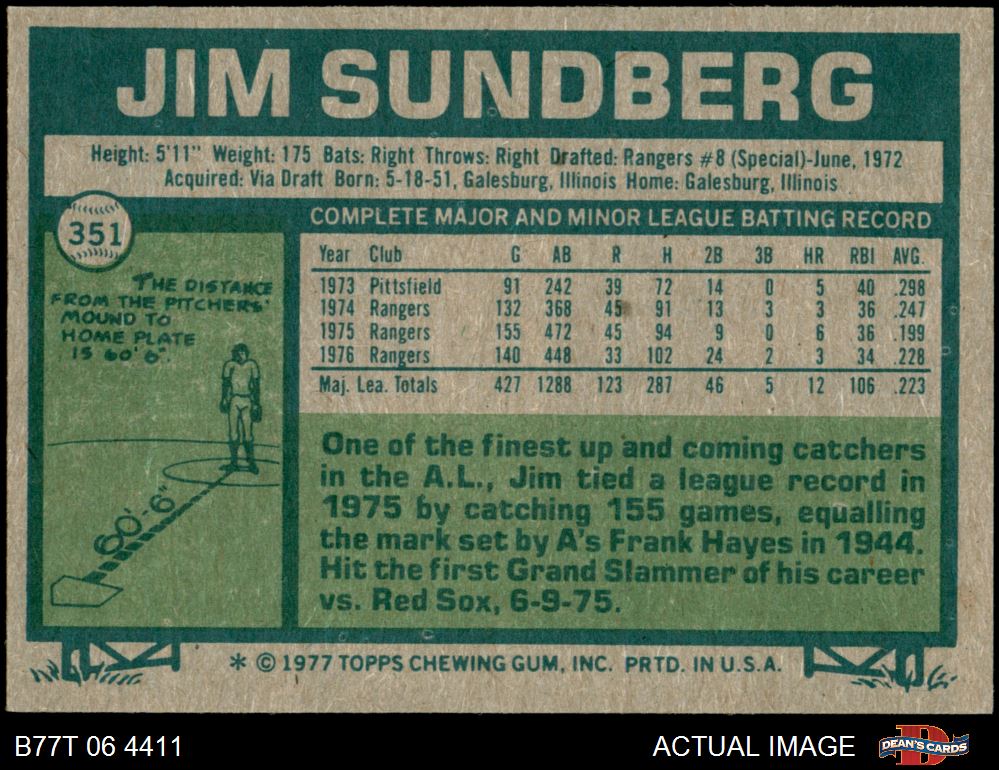 JIM SUNDBERG
Height: 5'11" Weight: 175 Bats: Right Throws: Right Drafted: Rangers #8 (Special)-June, 1972
Acquired: Via Draft Born: 5-18-51, Galesburg, Illinois Home: Galesburg, Illinois
351
THE DISTANCE
FROM THE PITCHERS'
MOUND TO
HOME PLATE
IS 60' 6".
60'-6"
COMPLETE MAJOR AND MINOR LEAGUE BATTING RECORD
Year Club G AB R H 2B 3B HR RBI AVG.
1973 Pittsfield 91 242 39 72 14 0 5 40 .298
1974 Rangers 132 368 45 91 13 3 3 36 .247
1975 Rangers 155 472 45 94 9 0 6 36 .199
1976 Rangers 140 448 33 102 24 2 3 34 .228
Maj. Lea. Totals 427 1288 123 287 46 5 12 106 .223
One of the finest up and coming catchers
in the A.L., Jim tied a league record in
1975 by catching 155 games, equalling
the mark set by A's Frank Hayes in 1944.
Hit the first Grand Slammer of his career
vs. Red Sox, 6-9-75.
* © 1977 TOPPS CHEWING GUM, INC. PRTD. IN U.S.A.
B77T 06 4411
ACTUAL IMAGE
D
DEAN'S CARDS